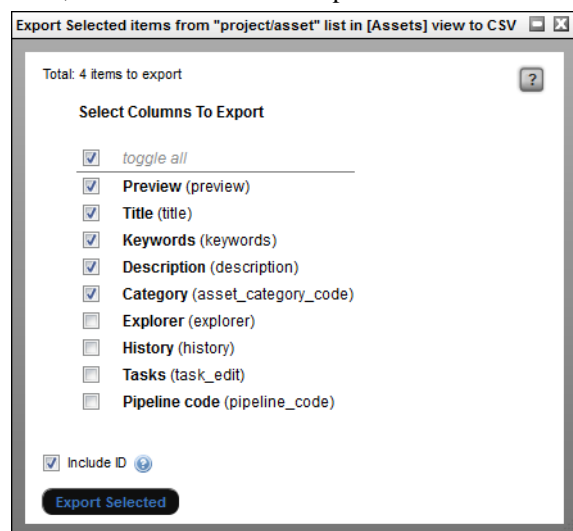 Export Selected items from "project/asset" list in [Assets] view to CSV
Total: 4 items to export
?
Select Columns To Export
toggle all
Preview (preview)
Title (title)
Keywords (keywords)
Description (description)
Category (asset_category_code)
Explorer (explorer)
History (history)
Tasks (task_edit)
Pipeline code (pipeline_code)
Include ID ?
Export Selected